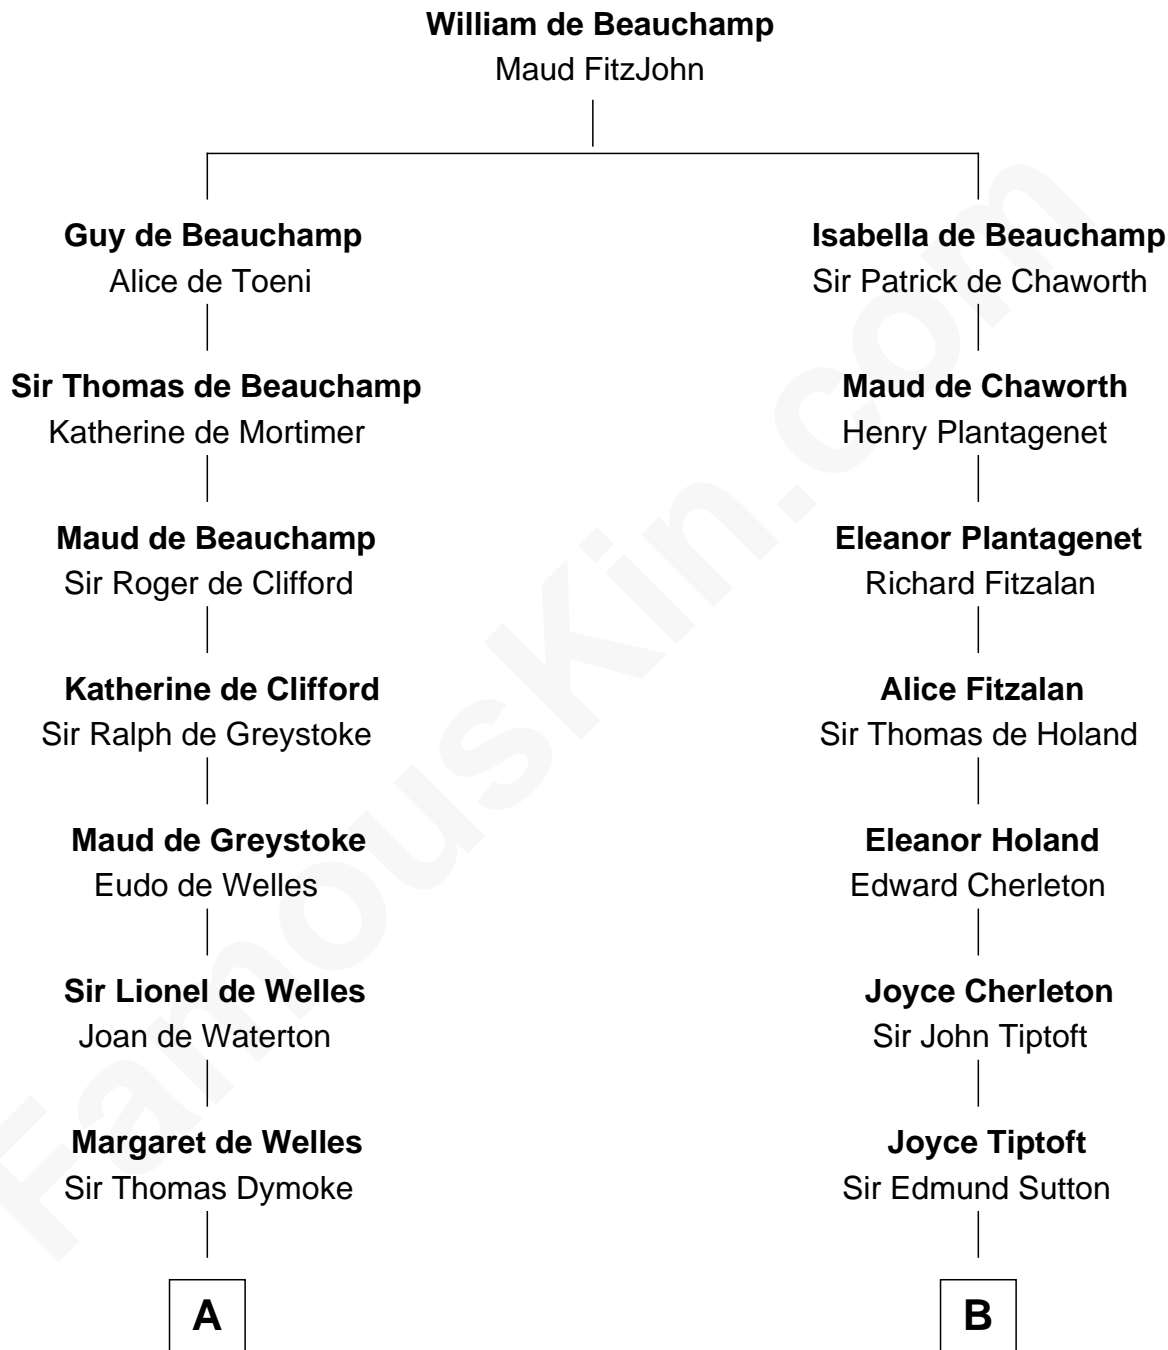 William de Beauchamp
Maud FitzJohn
Guy de Beauchamp
Alice de Toeni
Isabella de Beauchamp
Sir Patrick de Chaworth
Sir Thomas de Beauchamp
Katherine de Mortimer
Maud de Chaworth
Henry Plantagenet
Maud de Beauchamp
Sir Roger de Clifford
Eleanor Plantagenet
Richard Fitzalan
Katherine de Clifford
Sir Ralph de Greystoke
Alice Fitzalan
Sir Thomas de Holand
Maud de Greystoke
Eudo de Welles
Eleanor Holand
Edward Cherleton
Sir Lionel de Welles
Joan de Waterton
Joyce Cherleton
Sir John Tiptoft
Margaret de Welles
Sir Thomas Dymoke
Joyce Tiptoft
Sir Edmund Sutton
A
B
FamousKin.com